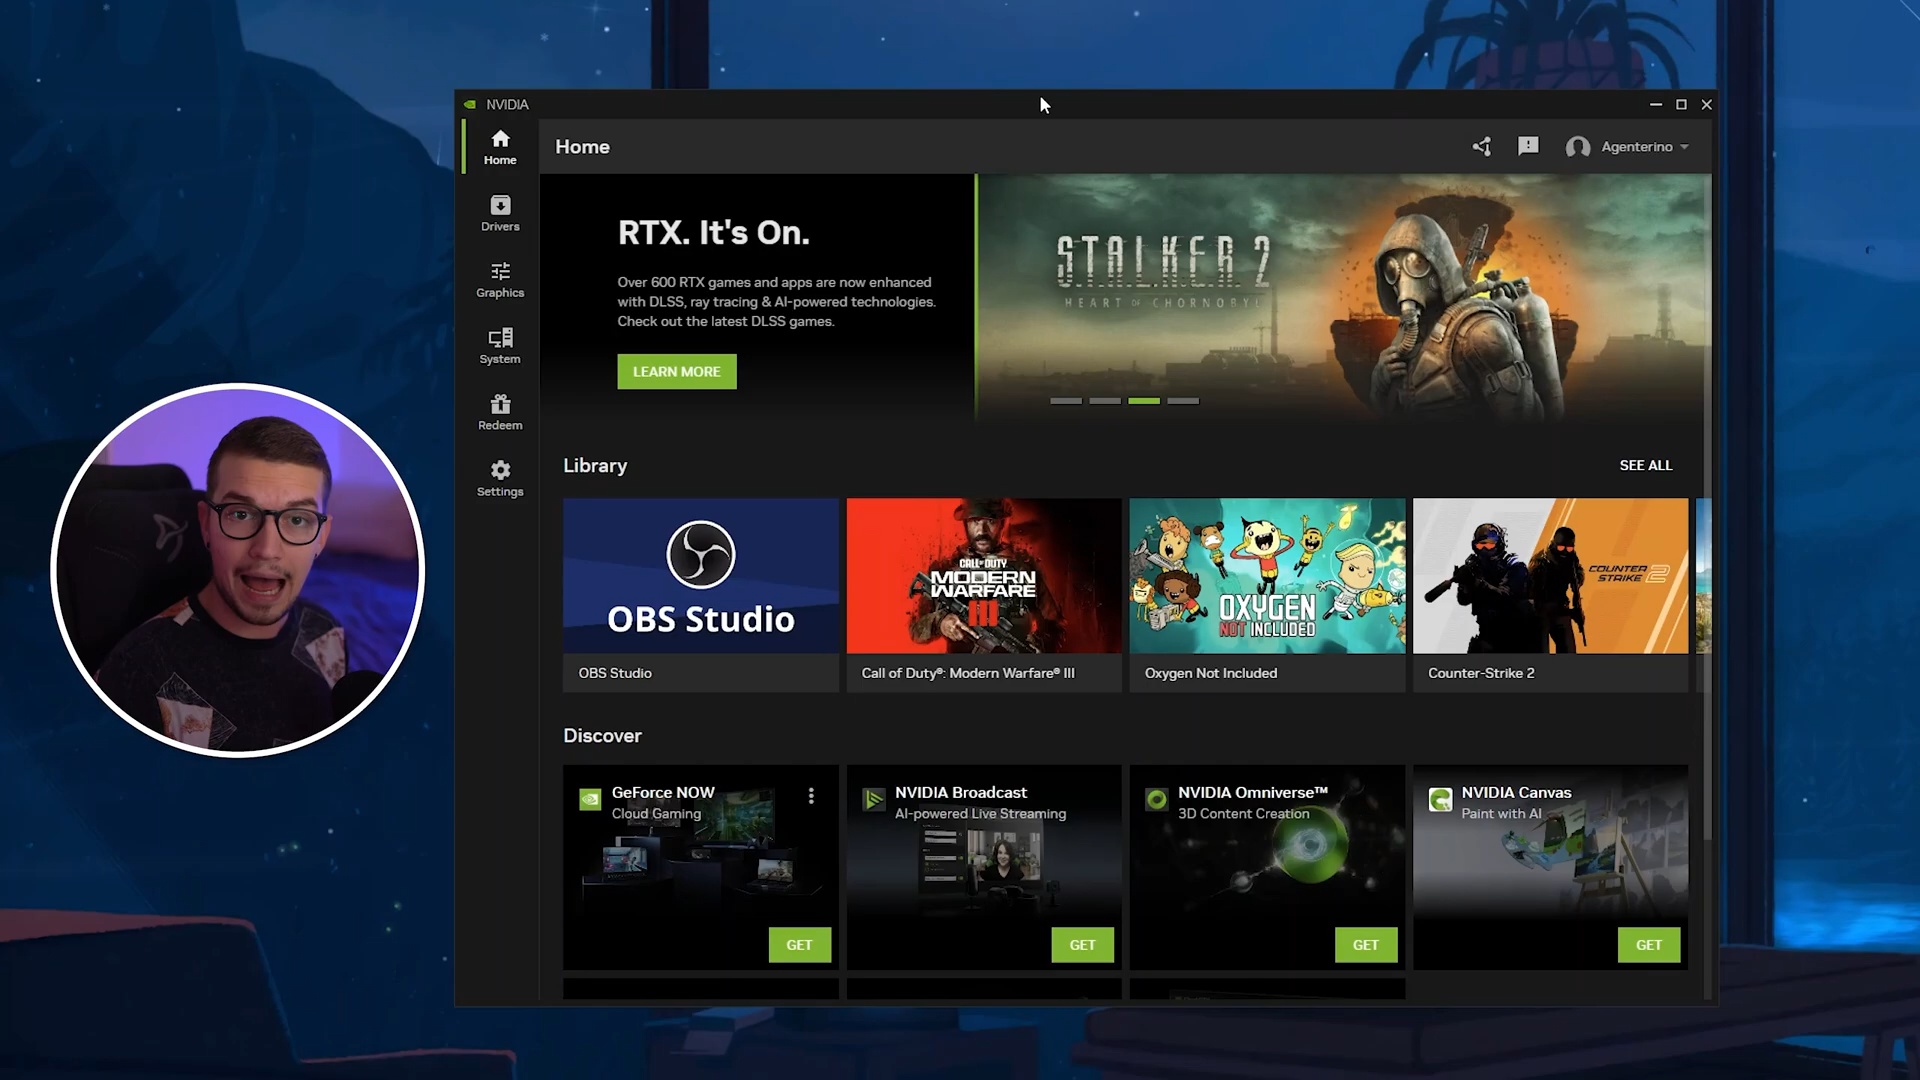 NVIDIA
Home
Home
Agenterino
Drivers
Graphics
System
Redeem
Settings
RTX. It's On.
Over 600 RTX games and apps are now enhanced
with DLSS, ray tracing & AI-powered technologies.
Check out the latest DLSS games.
LEARN MORE
S.T.A.L.K.E.R. 2
HEART OF CHORNOBYL
Library
SEE ALL
OBS Studio
CALL OF DUTY
MODERN
WARFARE
III
OXYGEN
NOT INCLUDED
COUNTER
STRIKE 2
OBS Studio
Call of Duty®: Modern Warfare® III
Oxygen Not Included
Counter-Strike 2
Discover
GeForce NOW
Cloud Gaming
GET
NVIDIA Broadcast
AI-powered Live Streaming
GET
NVIDIA Omniverse™
3D Content Creation
GET
NVIDIA Canvas
Paint with AI
GET